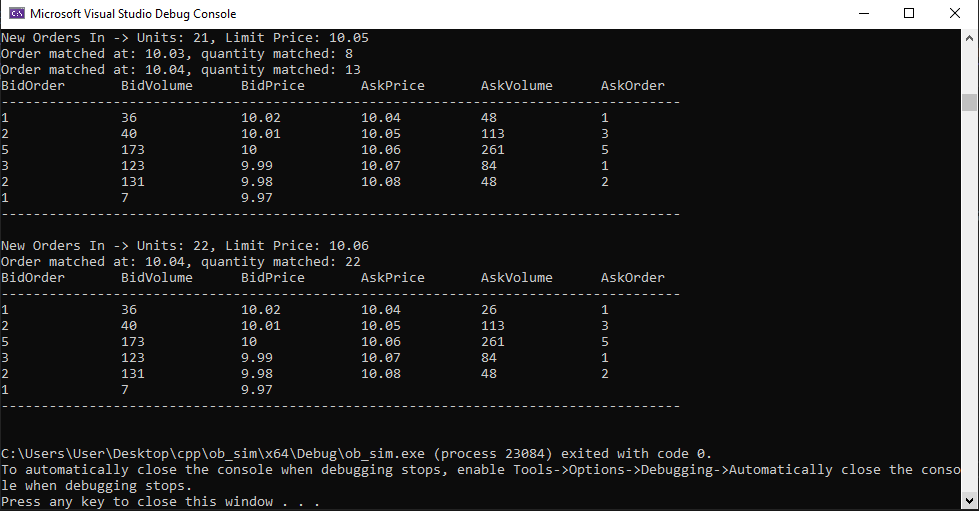 Microsoft Visual Studio Debug Console
New Orders In -> Units: 21, Limit Price: 10.05
Order matched at: 10.03, quantity matched: 8
Order matched at: 10.04, quantity matched: 13
BidOrder BidVolume BidPrice AskPrice AskVolume AskOrder
-------------------------------------------------------------------------------------
1 36 10.02 10.04 48 1
2 40 10.01 10.05 113 3
5 173 10 10.06 261 5
3 123 9.99 10.07 84 1
2 131 9.98 10.08 48 2
1 7 9.97
-------------------------------------------------------------------------------------
New Orders In -> Units: 22, Limit Price: 10.06
Order matched at: 10.04, quantity matched: 22
BidOrder BidVolume BidPrice AskPrice AskVolume AskOrder
-------------------------------------------------------------------------------------
1 36 10.02 10.04 26 1
2 40 10.01 10.05 113 3
5 173 10 10.06 261 5
3 123 9.99 10.07 84 1
2 131 9.98 10.08 48 2
1 7 9.97
-------------------------------------------------------------------------------------
C:\Users\User\Desktop\cpp\ob_sim\x64\Debug\ob_sim.exe (process 23084) exited with code 0.
To automatically close the console when debugging stops, enable Tools->Options->Debugging->Automatically close the conso
le when debugging stops.
Press any key to close this window . . .